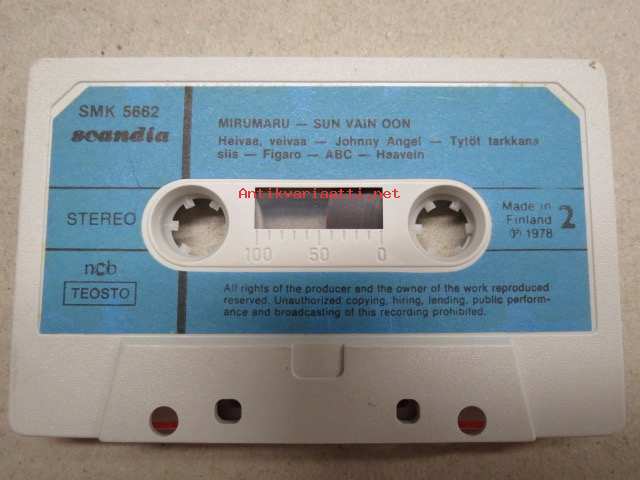 SMK 5662
scandia
MIRUMARU — SUN VAIN OON
Heivaa, veivaa — Johnny Angel — Tytöt tarkkana
siis — Figaro — ABC — Haavein
Antikvariaatti.net
STEREO
100 50 0
Made in
Finland
℗ 1978
2
ncb
TEOSTO
All rights of the producer and the owner of the work reproduced
reserved. Unauthorized copying, hiring, lending, public perform-
ance and broadcasting of this recording prohibited.